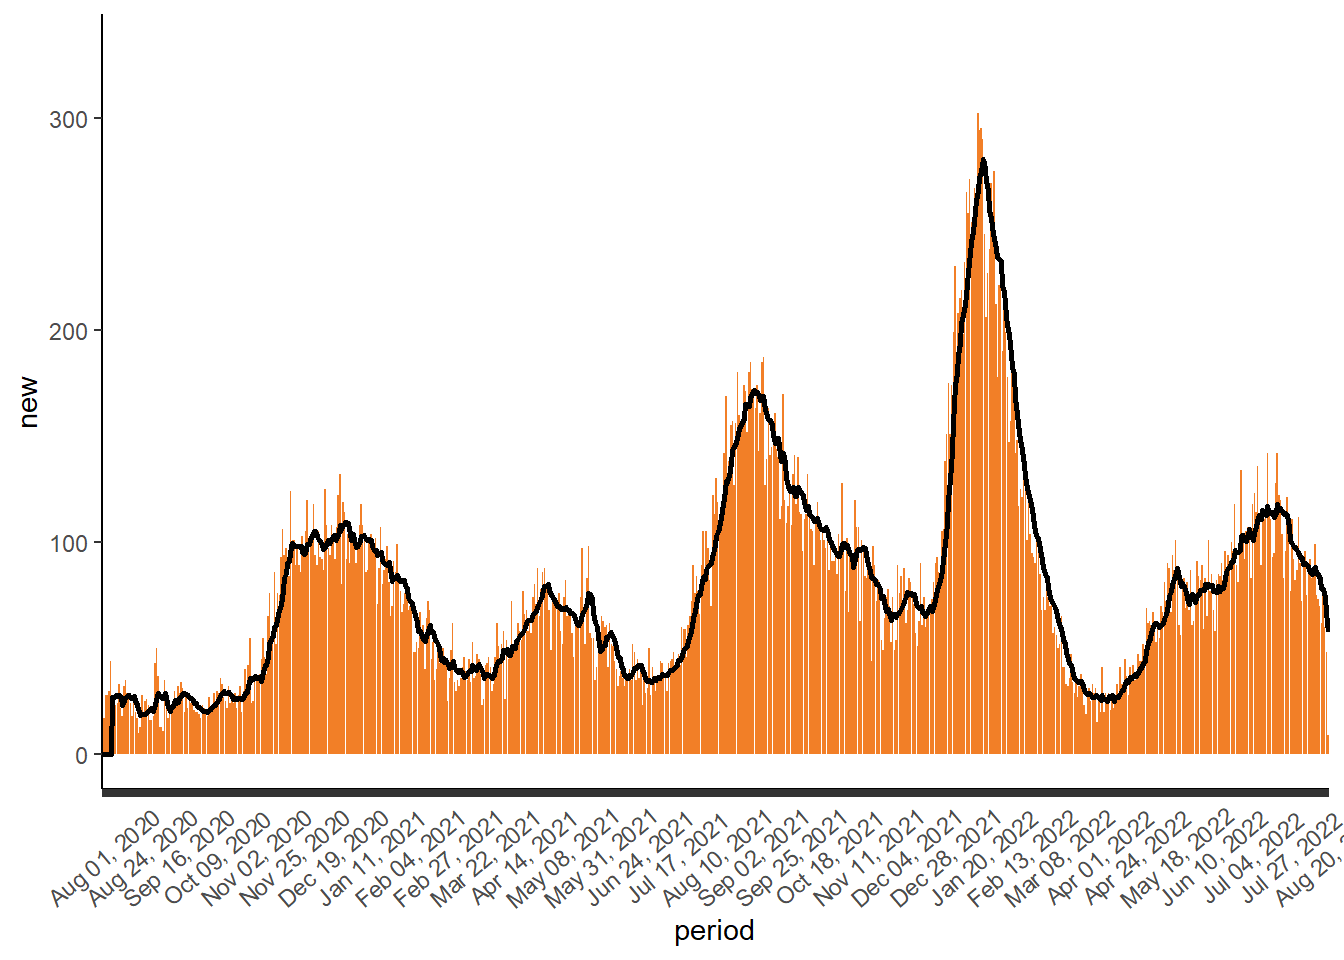 300
200
100
0
new
Aug 01, 2020
Aug 24, 2020
Sep 16, 2020
Oct 09, 2020
Nov 02, 2020
Nov 25, 2020
Dec 19, 2020
Jan 11, 2021
Feb 04, 2021
Feb 27, 2021
Mar 22, 2021
Apr 14, 2021
May 08, 2021
May 31, 2021
Jun 24, 2021
Jul 17, 2021
Aug 10, 2021
Sep 02, 2021
Sep 25, 2021
Oct 18, 2021
Nov 11, 2021
Dec 04, 2021
Dec 28, 2021
Jan 20, 2022
Feb 13, 2022
Mar 08, 2022
Apr 01, 2022
Apr 24, 2022
May 18, 2022
Jun 10, 2022
Jul 04, 2022
Jul 27, 2022
Aug 20,
period